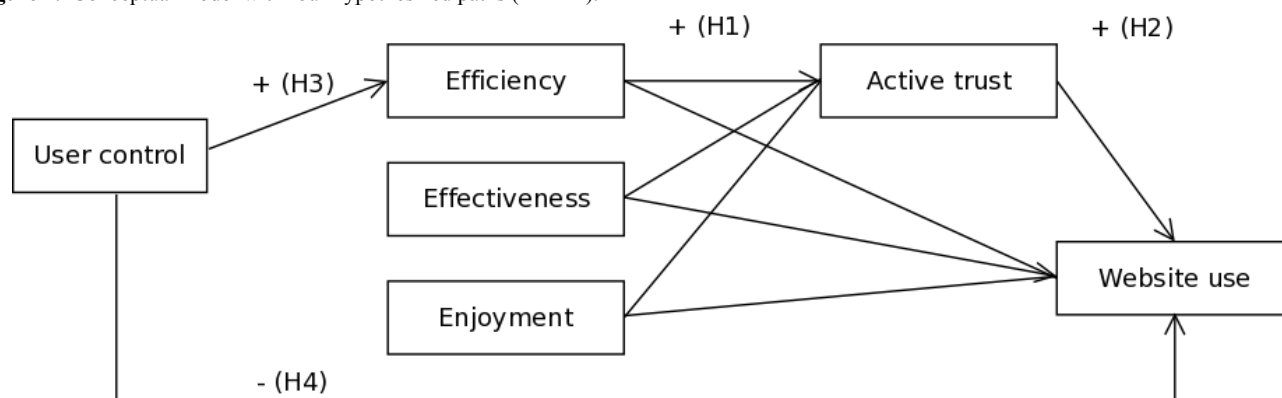 + (H1)
+ (H2)
Efficiency
Active trust
+ (H3)
User control
Effectiveness
Website use
Enjoyment
- (H4)